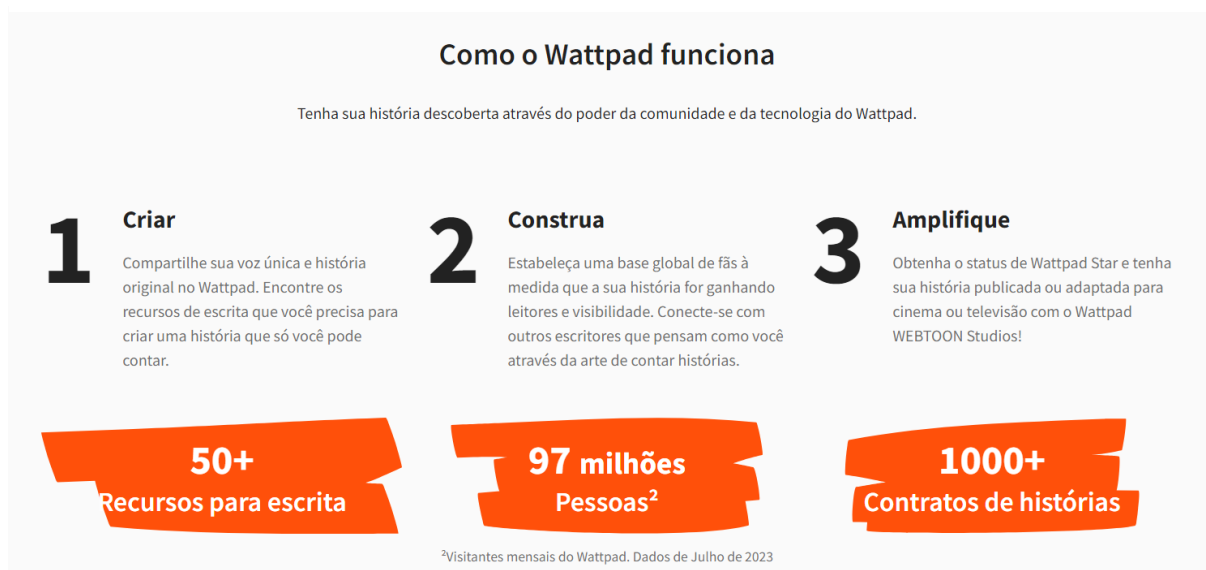 Como o Wattpad funciona
Tenha sua história descoberta através do poder da comunidade e da tecnologia do Wattpad.
1
Criar
Compartilhe sua voz única e história
original no Wattpad. Encontre os
recursos de escrita que você precisa para
criar uma história que só você pode
contar.
2
Construa
Estabeleça uma base global de fãs à
medida que a sua história for ganhando
leitores e visibilidade. Conecte-se com
outros escritores que pensam como você
através da arte de contar histórias.
3
Amplifique
Obtenha o status de Wattpad Star e tenha
sua história publicada ou adaptada para
cinema ou televisão com o Wattpad
WEBTOON Studios!
50+
Recursos para escrita
97 milhões
Pessoas²
1000+
Contratos de histórias
²Visitantes mensais do Wattpad. Dados de Julho de 2023